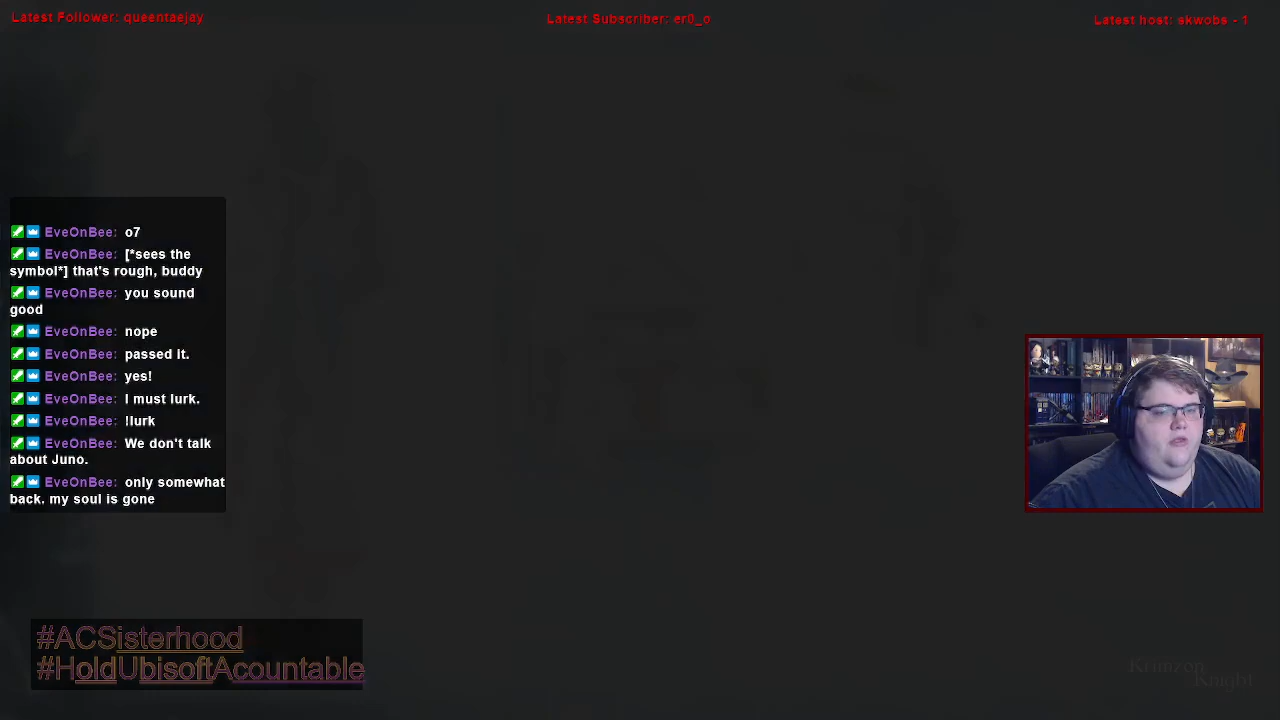 Latest Follower: queentaejay
Latest Subscriber: er0_o
Latest host: skwobs - 1
EveOnBee: o7
EveOnBee: [*sees the
symbol*] that's rough, buddy
EveOnBee: you sound
good
EveOnBee: nope
EveOnBee: passed it.
EveOnBee: yes!
EveOnBee: I must lurk.
EveOnBee: !lurk
EveOnBee: We don't talk
about Juno.
EveOnBee: only somewhat
back. my soul is gone
#ACSisterhood
#HoldUbisoftAcountable
Krimzon
Knight